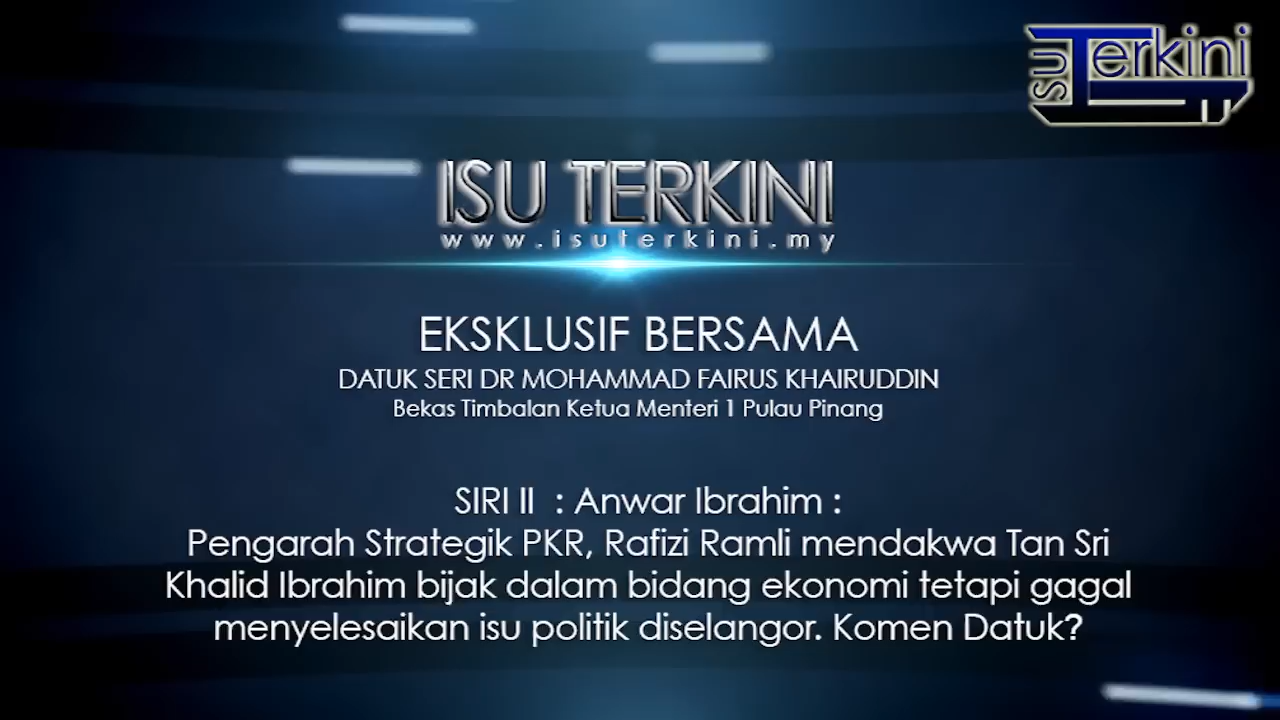 Isu Terkini
ISU TERKINI
www.isuterkini.my
EKSKLUSIF BERSAMA
DATUK SERI DR MOHAMMAD FAIRUS KHAIRUDDIN
Bekas Timbalan Ketua Menteri 1 Pulau Pinang
SIRI II : Anwar Ibrahim :
Pengarah Strategik PKR, Rafizi Ramli mendakwa Tan Sri
Khalid Ibrahim bijak dalam bidang ekonomi tetapi gagal
menyelesaikan isu politik diselangor. Komen Datuk?